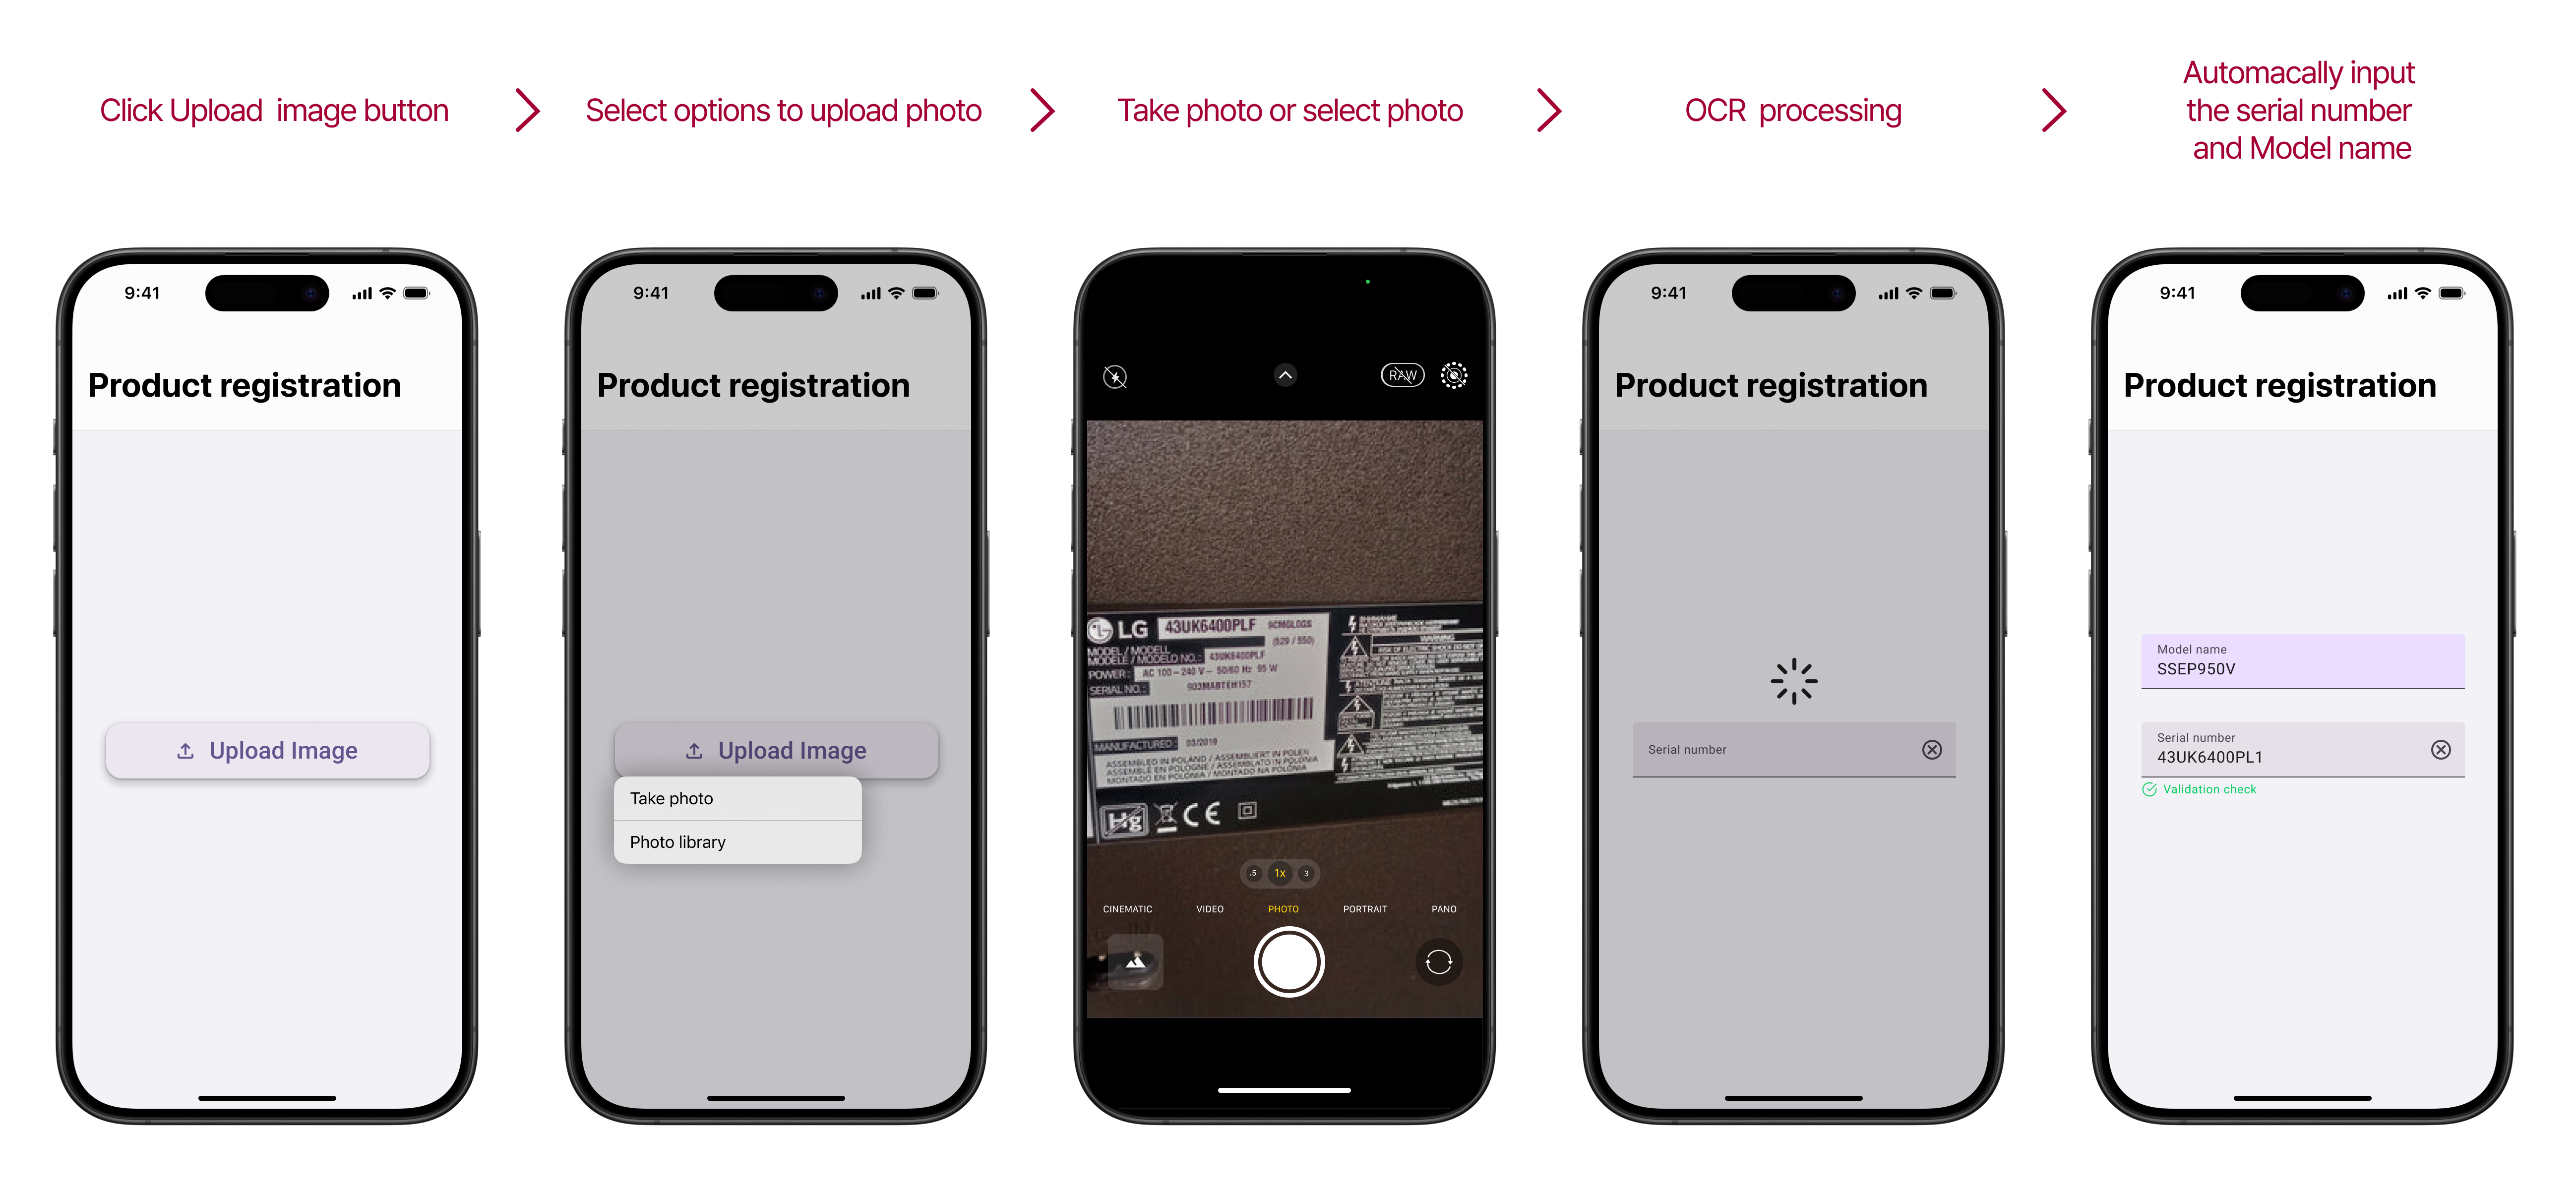 Click Upload image button
Select options to upload photo
Take photo or select photo
OCR processing
Automacally input
the serial number
and Model name
9:41
Product registration
Upload Image
9:41
Product registration
Upload Image
Take photo
Photo library
RAW
LG 43UK6400PLF 9CMGLOGS
(529 / 550)
MODEL / MODELL
MODÈLE / MODELO NO.: 43UK6400PLF
POWER: AC 100 – 240 V ~ 50/60 Hz 95 W
SERIAL NO.: 903MABTEH157
MANUFACTURED: 03/2019
ASSEMBLED IN POLAND / ASSEMBLIERT IN POLEN
ASSEMBLÉ EN POLOGNE / ASSEMBLATO IN POLONIA
MONTADO EN POLONIA / MONTADO NA POLÓNIA
WARNING
Hg CE
.5 1x 3
CINEMATIC VIDEO PHOTO PORTRAIT PANO
9:41
Product registration
Serial number
9:41
Product registration
Model name
SSEP950V
Serial number
43UK6400PL1
Validation check